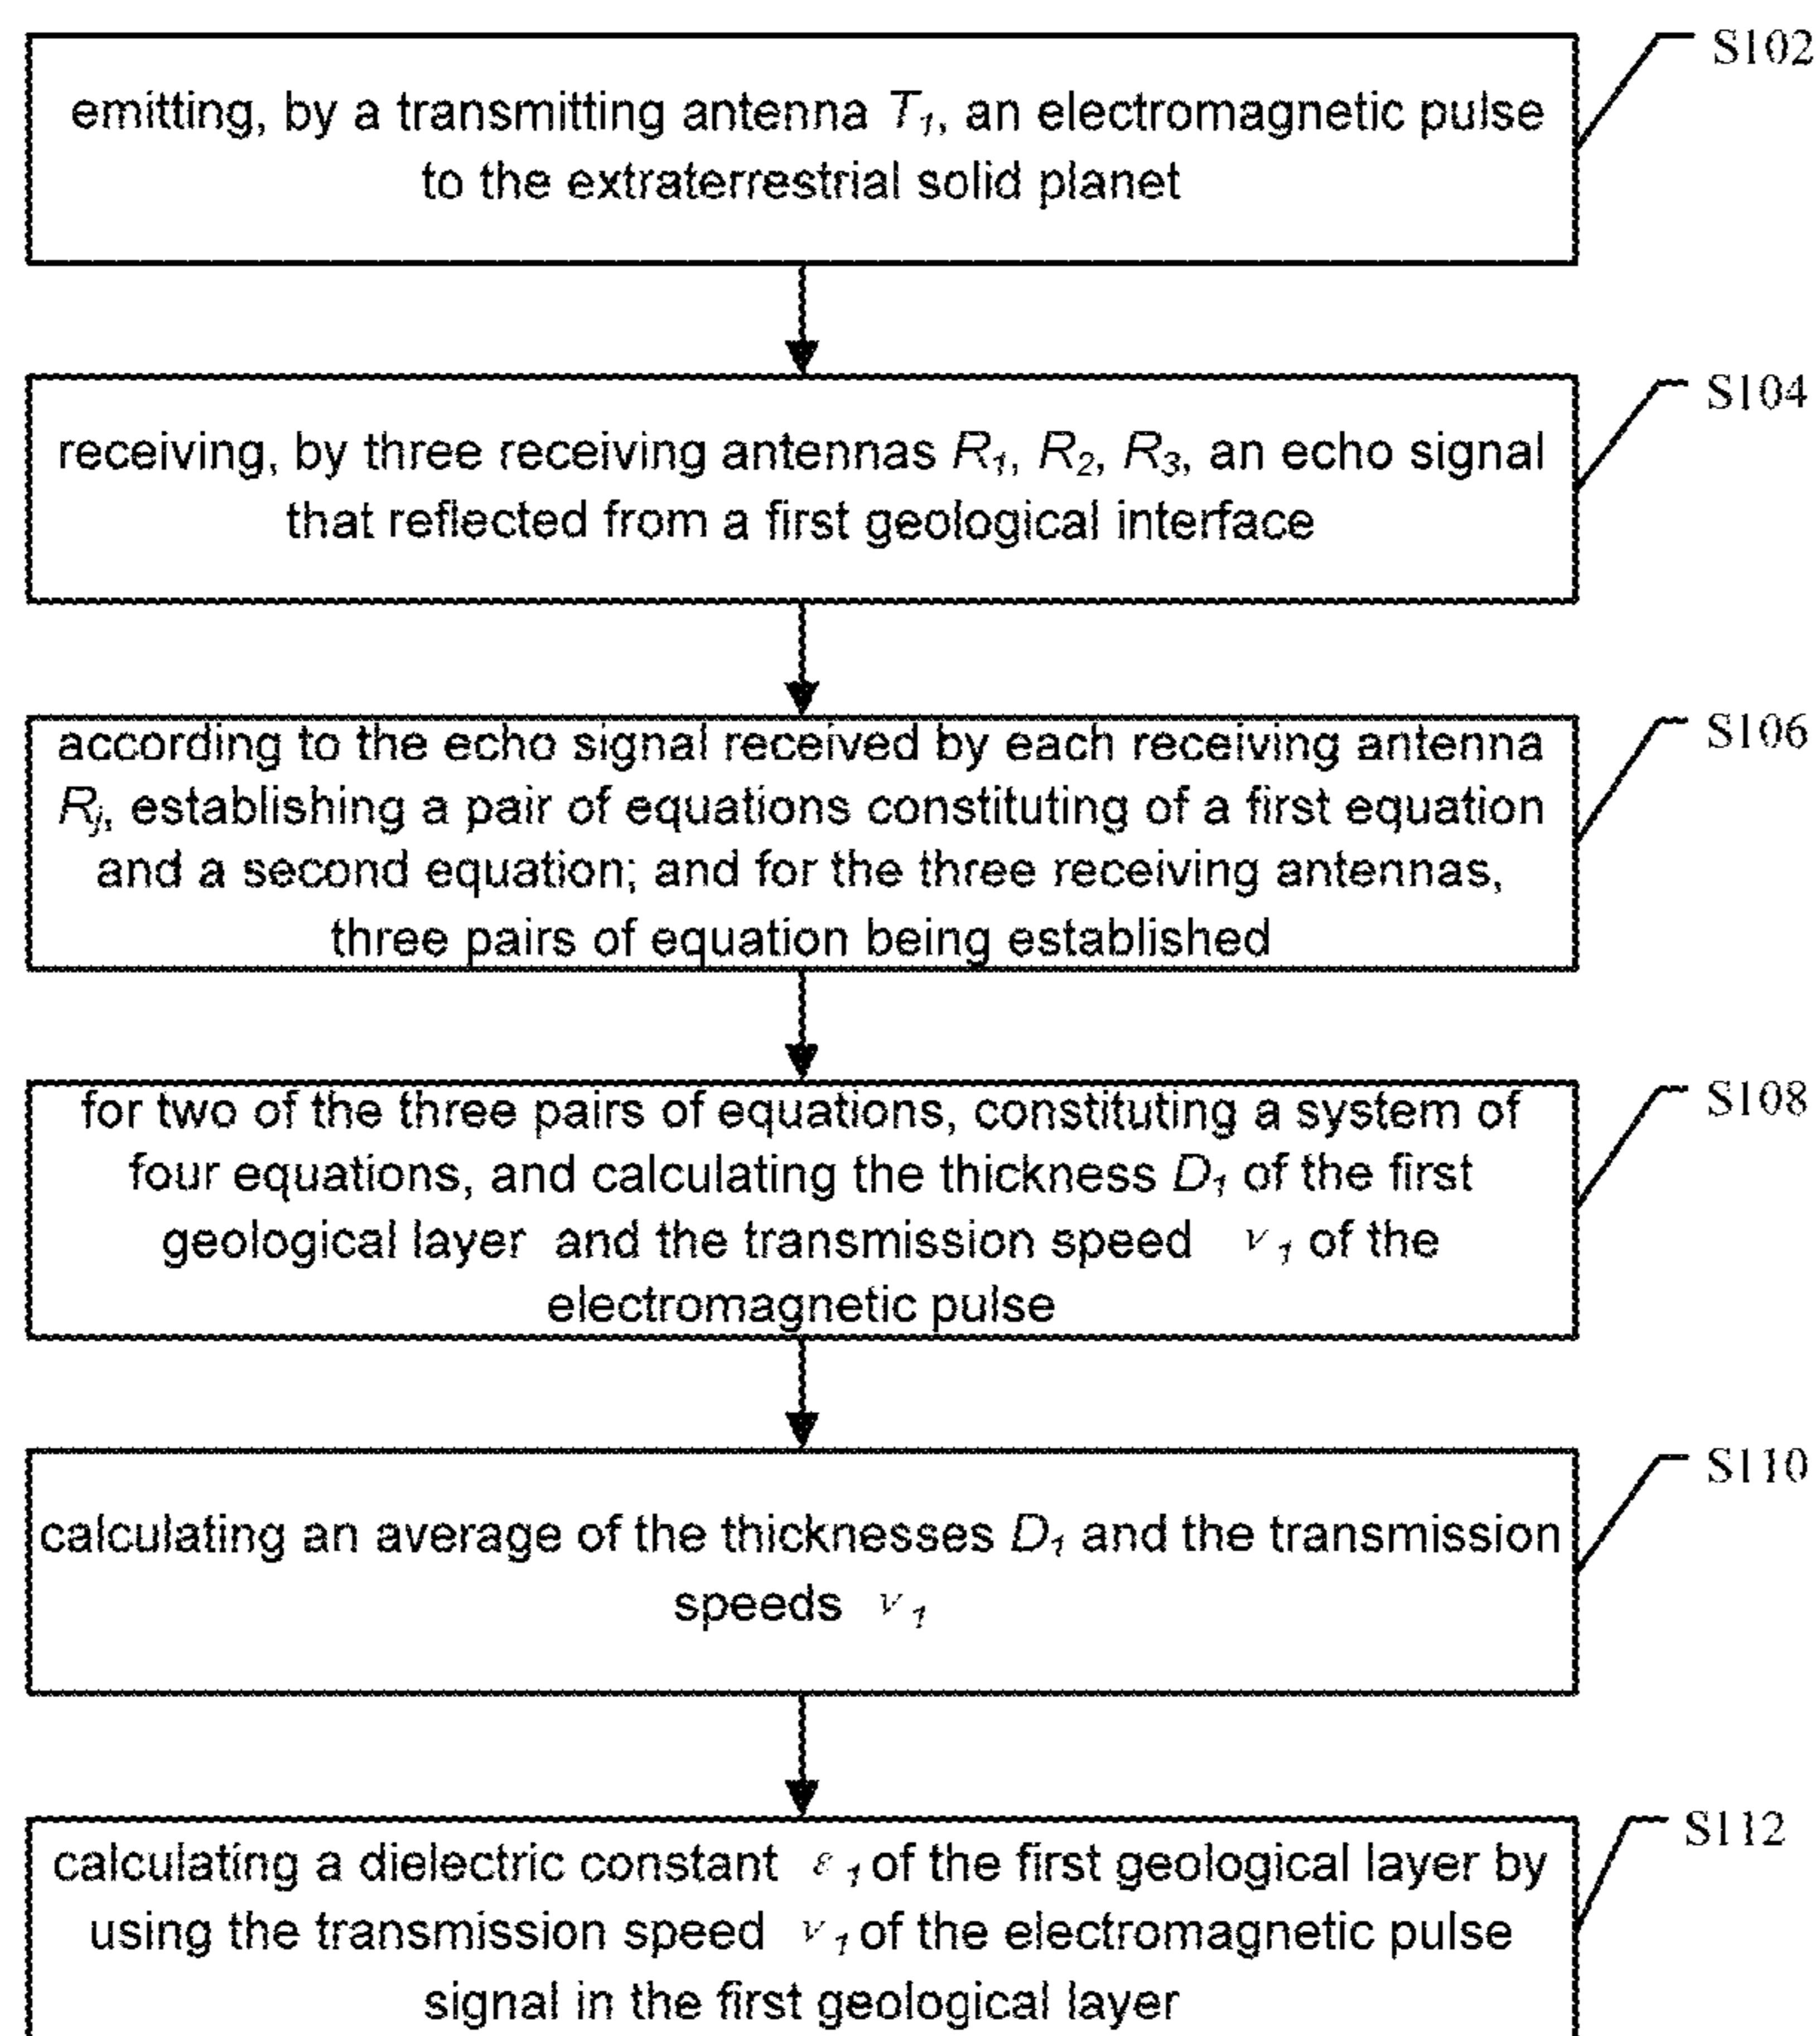 S102
emitting, by a transmitting antenna T₁, an electromagnetic pulse
to the extraterrestrial solid planet
S104
receiving, by three receiving antennas R₁, R₂, R₃, an echo signal
that reflected from a first geological interface
S106
according to the echo signal received by each receiving antenna
Rⱼ, establishing a pair of equations constituting of a first equation
and a second equation; and for the three receiving antennas,
three pairs of equation being established
S108
for two of the three pairs of equations, constituting a system of
four equations, and calculating the thickness D₁ of the first
geological layer and the transmission speed v₁ of the
electromagnetic pulse
S110
calculating an average of the thicknesses D₁ and the transmission
speeds v₁
S112
calculating a dielectric constant ε₁ of the first geological layer by
using the transmission speed v₁ of the electromagnetic pulse
signal in the first geological layer